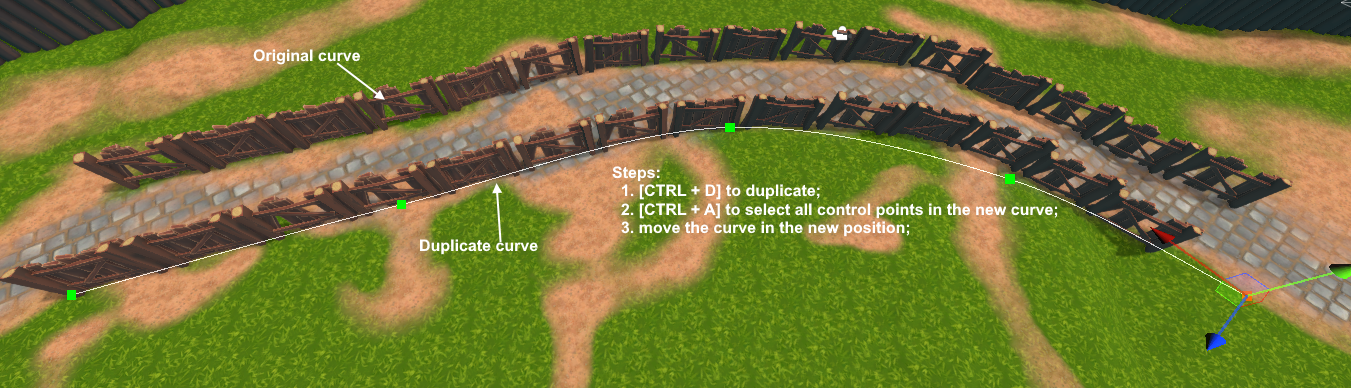 Original curve
Steps:
1. [CTRL + D] to duplicate;
2. [CTRL + A] to select all control points in the new curve;
3. move the curve in the new position;
Duplicate curve